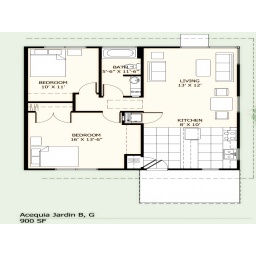 BATH
5'-6" X 11'-6"
BEDROOM
10' X 11'
LIVING
13' X 12'
KITCHEN
8' X 10'
BEDROOM
16' X 13'-6"
Acequia Jardin B, G
900 SF